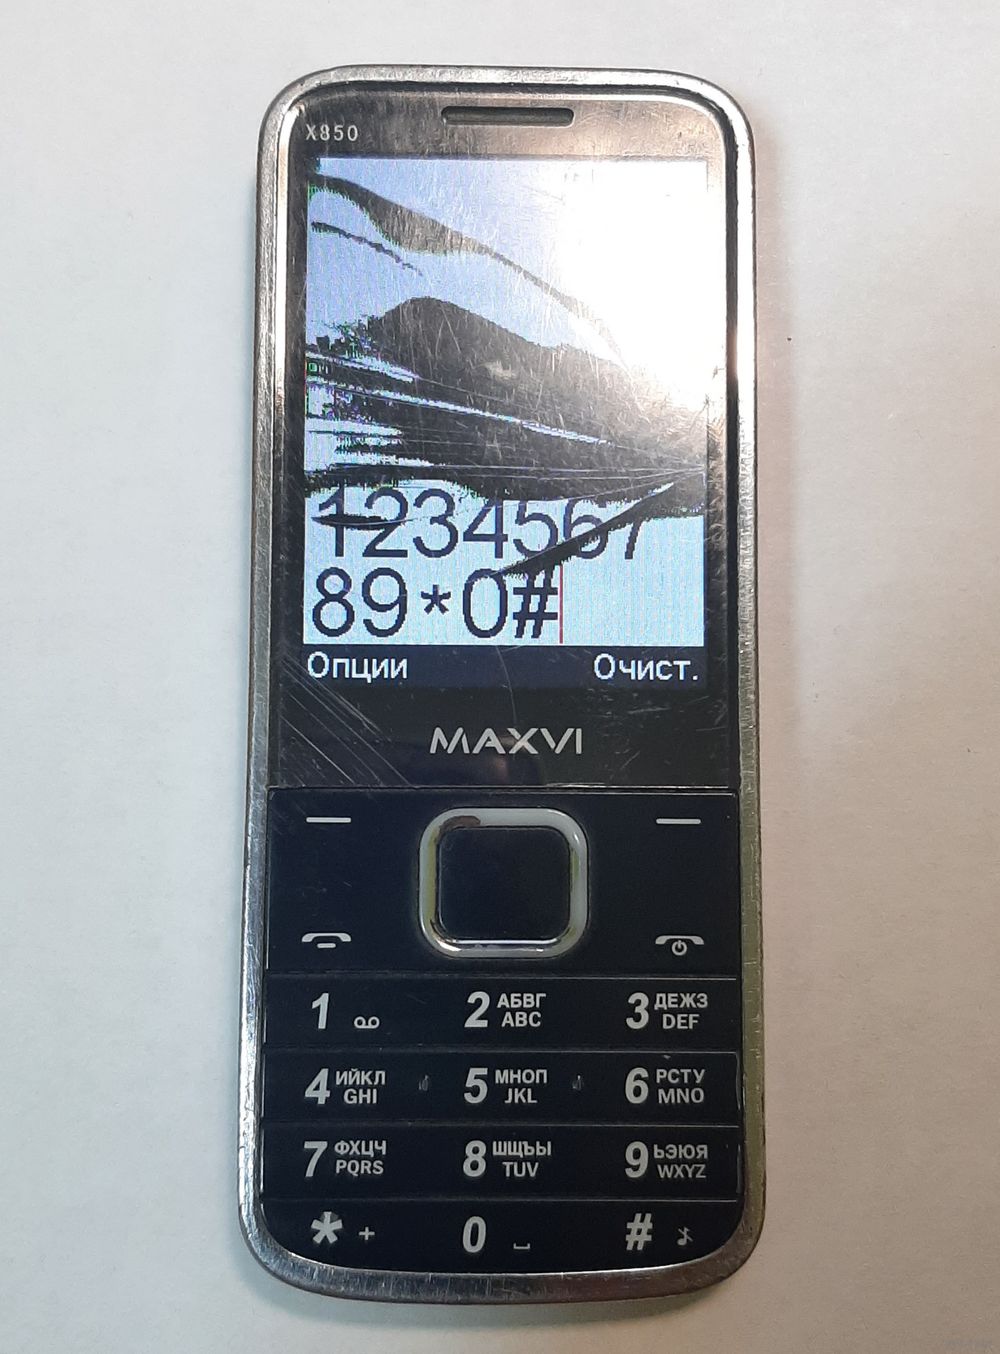 X850
1234567
89*0#
Опции Очист.
MAXVI
1 2 АБВГ 3 ДЕЖЗ
ABC DEF
4 ИЙКЛ 5 МНОП 6 РСТУ
GHI JKL MNO
7 ФХЦЧ 8 ШЩЪЫ 9 ЬЭЮЯ
PQRS TUV WXYZ
* + 0 #